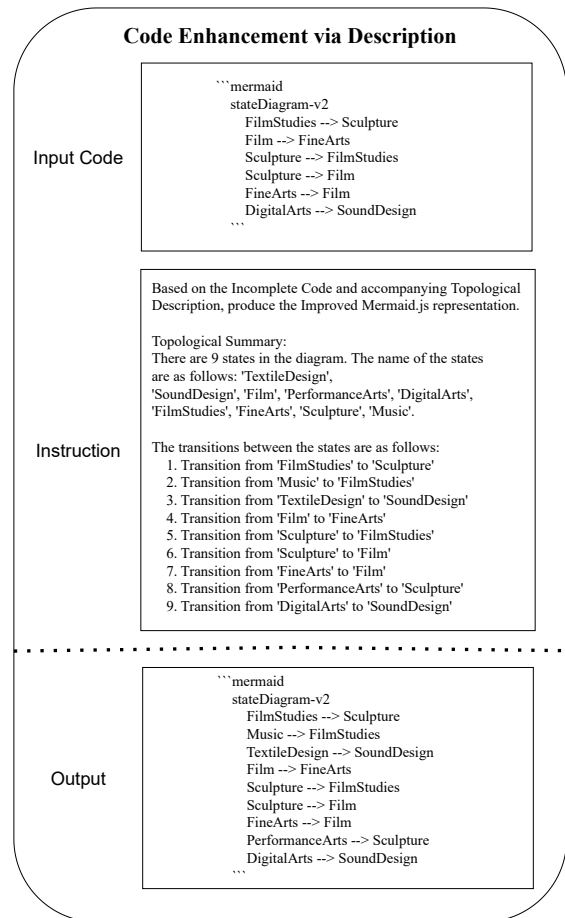 Code Enhancement via Description
Input Code
```mermaid
stateDiagram-v2
FilmStudies --> Sculpture
Film --> FineArts
Sculpture --> FilmStudies
Sculpture --> Film
FineArts --> Film
DigitalArts --> SoundDesign
```
Instruction
Based on the Incomplete Code and accompanying Topological
Description, produce the Improved Mermaid.js representation.
Topological Summary:
There are 9 states in the diagram. The name of the states
are as follows: 'TextileDesign',
'SoundDesign', 'Film', 'PerformanceArts', 'DigitalArts',
'FilmStudies', 'FineArts', 'Sculpture', 'Music'.
The transitions between the states are as follows:
1. Transition from 'FilmStudies' to 'Sculpture'
2. Transition from 'Music' to 'FilmStudies'
3. Transition from 'TextileDesign' to 'SoundDesign'
4. Transition from 'Film' to 'FineArts'
5. Transition from 'Sculpture' to 'FilmStudies'
6. Transition from 'Sculpture' to 'Film'
7. Transition from 'FineArts' to 'Film'
8. Transition from 'PerformanceArts' to 'Sculpture'
9. Transition from 'DigitalArts' to 'SoundDesign'
Output
```mermaid
stateDiagram-v2
FilmStudies --> Sculpture
Music --> FilmStudies
TextileDesign --> SoundDesign
Film --> FineArts
Sculpture --> FilmStudies
Sculpture --> Film
FineArts --> Film
PerformanceArts --> Sculpture
DigitalArts --> SoundDesign
```